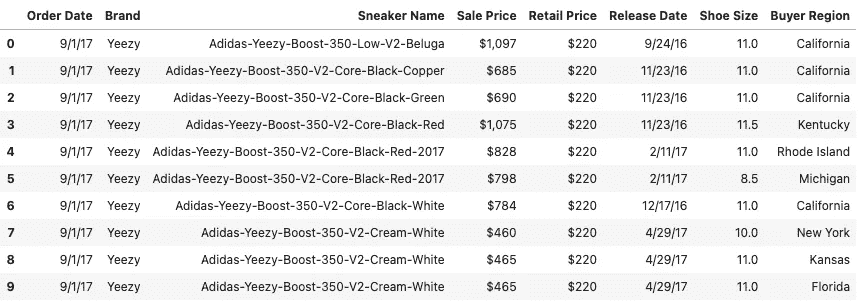 Order Date Brand Sneaker Name Sale Price Retail Price Release Date Shoe Size Buyer Region
0 9/1/17 Yeezy Adidas-Yeezy-Boost-350-Low-V2-Beluga $1,097 $220 9/24/16 11.0 California
1 9/1/17 Yeezy Adidas-Yeezy-Boost-350-V2-Core-Black-Copper $685 $220 11/23/16 11.0 California
2 9/1/17 Yeezy Adidas-Yeezy-Boost-350-V2-Core-Black-Green $690 $220 11/23/16 11.0 California
3 9/1/17 Yeezy Adidas-Yeezy-Boost-350-V2-Core-Black-Red $1,075 $220 11/23/16 11.5 Kentucky
4 9/1/17 Yeezy Adidas-Yeezy-Boost-350-V2-Core-Black-Red-2017 $828 $220 2/11/17 11.0 Rhode Island
5 9/1/17 Yeezy Adidas-Yeezy-Boost-350-V2-Core-Black-Red-2017 $798 $220 2/11/17 8.5 Michigan
6 9/1/17 Yeezy Adidas-Yeezy-Boost-350-V2-Core-Black-White $784 $220 12/17/16 11.0 California
7 9/1/17 Yeezy Adidas-Yeezy-Boost-350-V2-Cream-White $460 $220 4/29/17 10.0 New York
8 9/1/17 Yeezy Adidas-Yeezy-Boost-350-V2-Cream-White $465 $220 4/29/17 11.0 Kansas
9 9/1/17 Yeezy Adidas-Yeezy-Boost-350-V2-Cream-White $465 $220 4/29/17 11.0 Florida